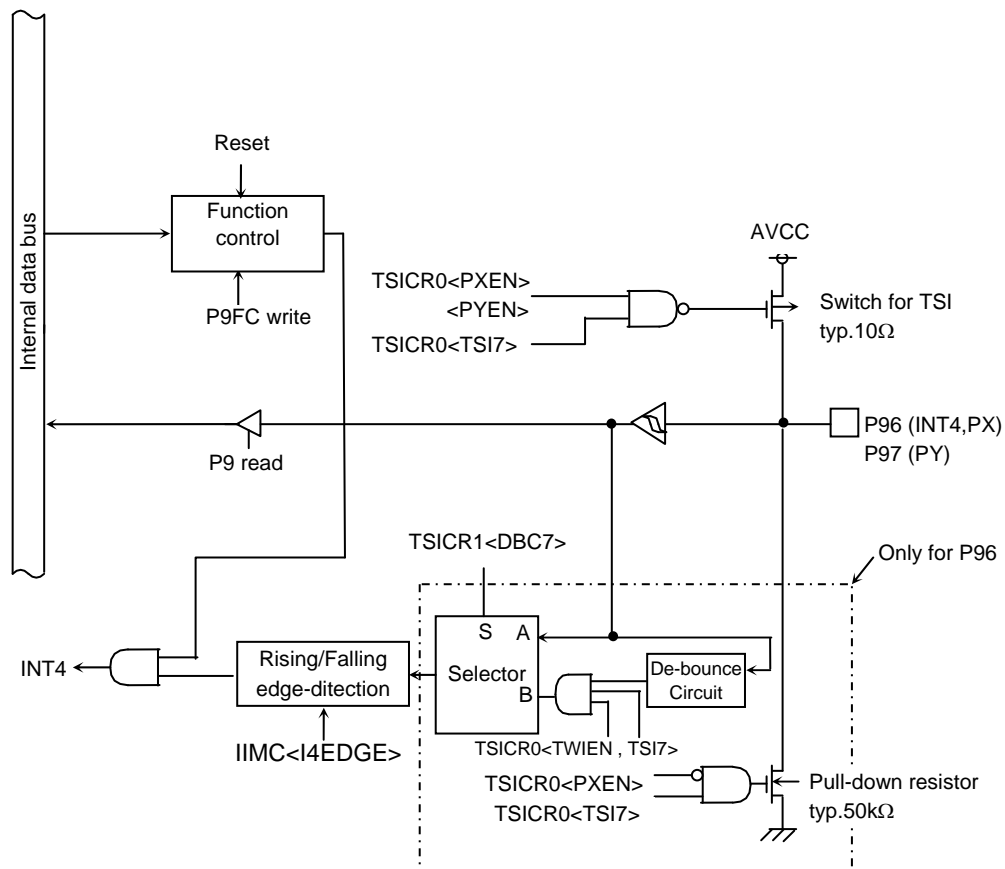 Reset
Internal data bus
Function
control
P9FC write
AVCC
TSICR0<PXEN>
<PYEN>
TSICR0<TSI7>
Switch for TSI
typ.10Ω
P9 read
P96 (INT4,PX)
P97 (PY)
TSICR1<DBC7>
Only for P96
S
A
Selector
B
De-bounce
Circuit
INT4
Rising/Falling
edge-ditection
TSICR0<TWIEN , TSI7>
IIMC<I4EDGE>
TSICR0<PXEN>
TSICR0<TSI7>
Pull-down resistor
typ.50kΩ